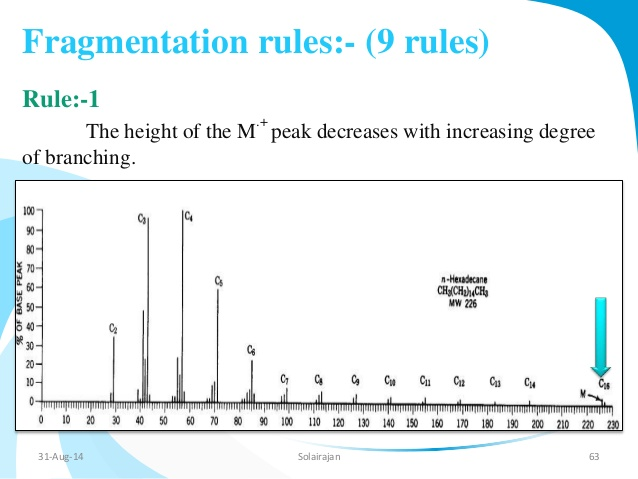 Fragmentation rules:- (9 rules)
Rule:-1
The height of the M·+ peak decreases with increasing degree
of branching.
% OF BASE PEAK
100
90
80
70
60
50
40
30
20
10
0
C2
C3
C4
C5
C6
C7
C8
C9
C10
C11
C12
C13
C14
C16
M
n-Hexadecane
CH3(CH2)14CH3
MW 226
0 10 20 30 40 50 60 70 80 90 100 110 120 130 140 150 160 170 180 190 200 210 220 230
31-Aug-14 Solairajan 63